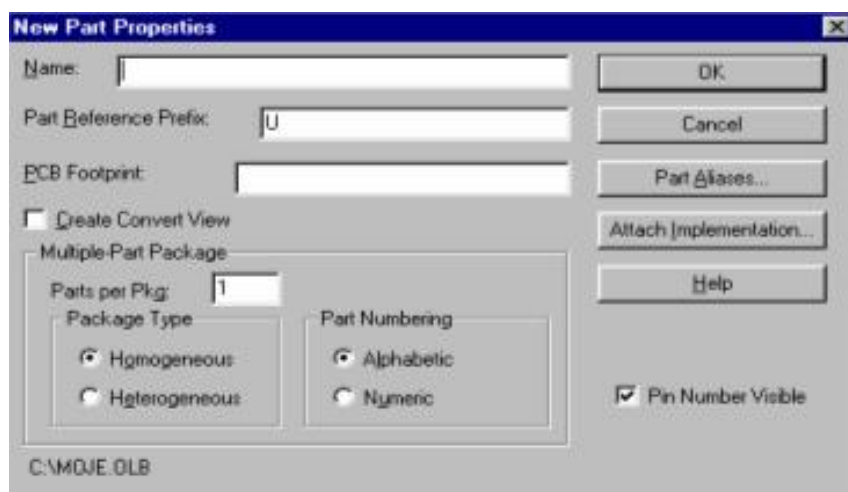 New Part Properties
Name:
OK
Part Reference Prefix:
U
Cancel
PCB Footprint:
Part Aliases...
Create Convert View
Attach Implementation...
Multiple-Part Package
Parts per Pkg:
1
Help
Package Type
Part Numbering
Homogeneous
Alphabetic
Heterogeneous
Numeric
Pin Number Visible
C:\MOJE.OLB